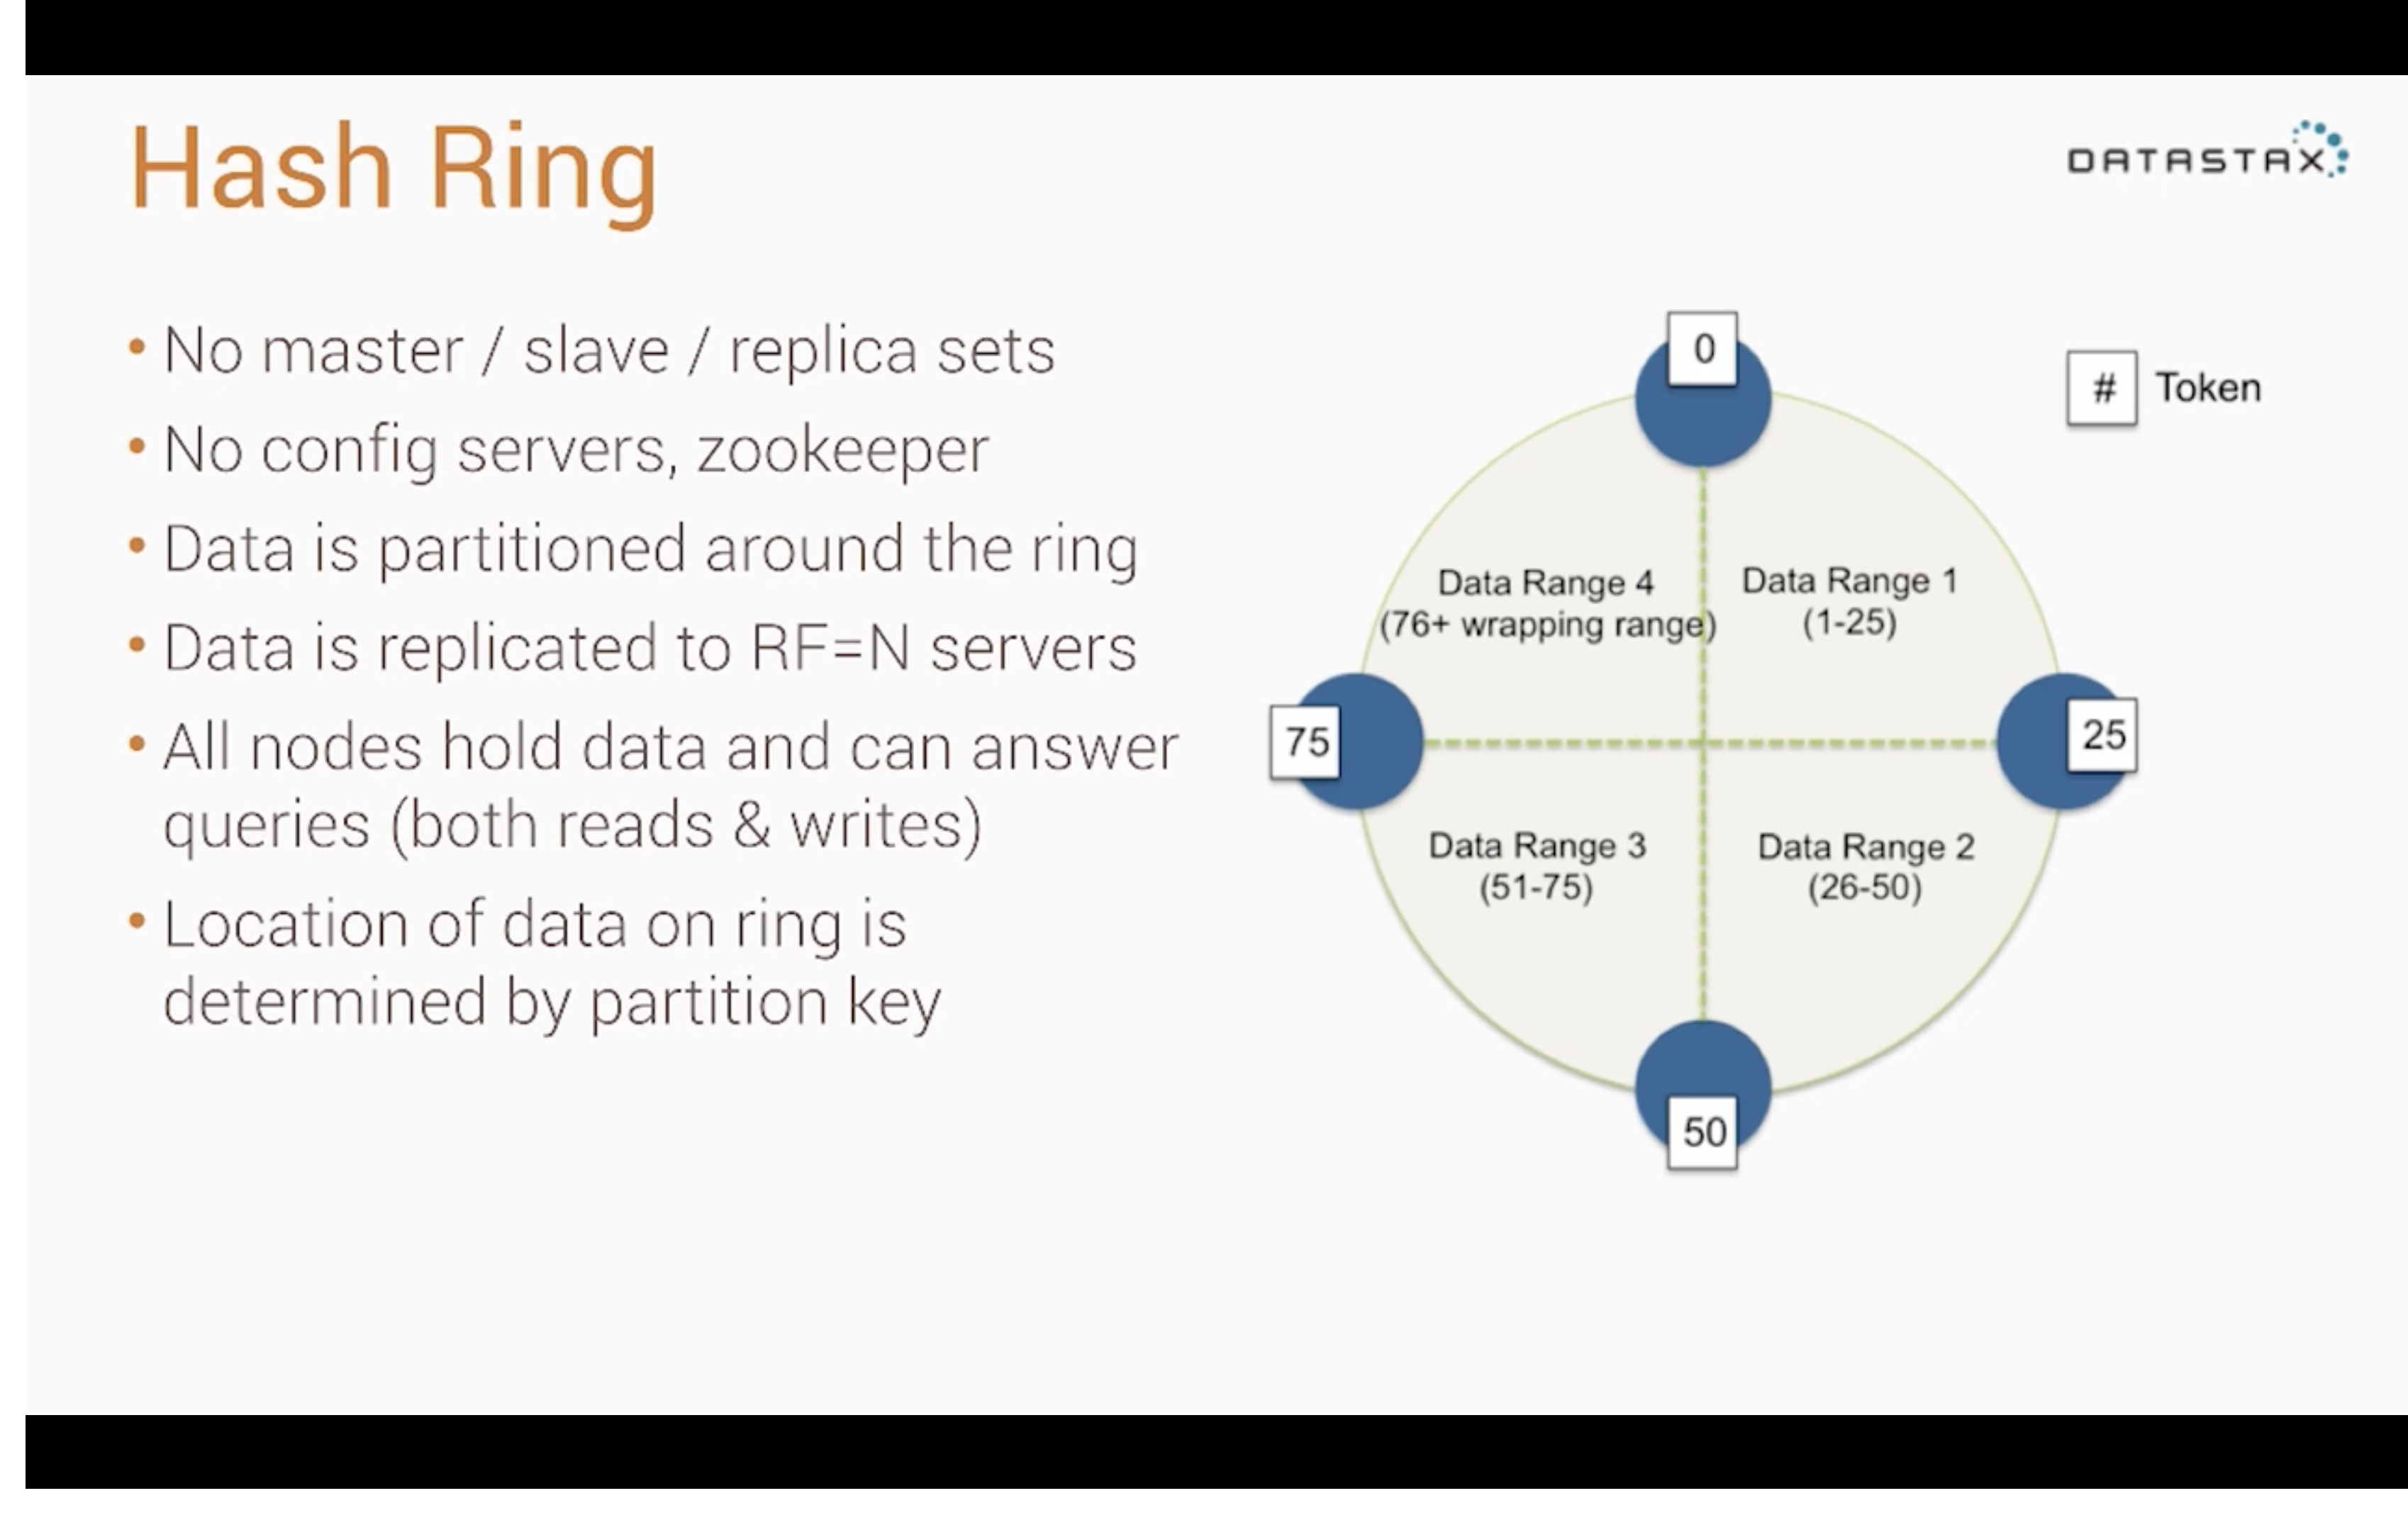 Hash Ring
DATASTAX
• No master / slave / replica sets
• No config servers, zookeeper
• Data is partitioned around the ring
• Data is replicated to RF=N servers
• All nodes hold data and can answer
queries (both reads & writes)
• Location of data on ring is
determined by partition key
0
# Token
Data Range 4
(76+ wrapping range)
Data Range 1
(1-25)
75
25
Data Range 3
(51-75)
Data Range 2
(26-50)
50